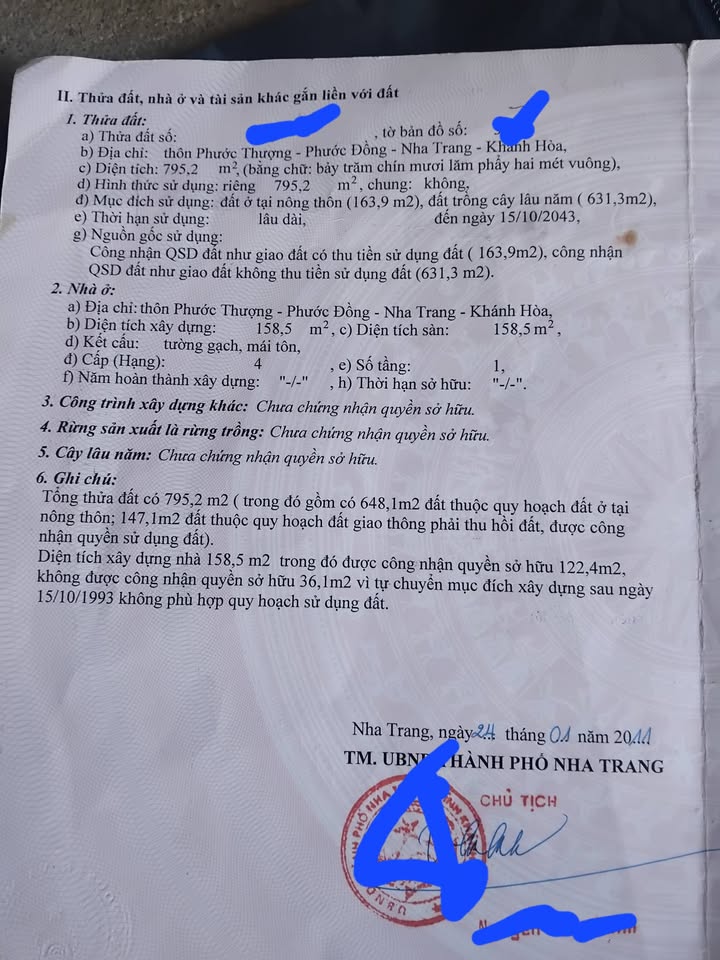 II. Thửa đất, nhà ở và tài sản khác gắn liền với đất
1. Thửa đất:
a) Thửa đất số: , tờ bản đồ số:
b) Địa chỉ: thôn Phước Thượng - Phước Đồng - Nha Trang - Khánh Hòa,
c) Diện tích: 795,2 m², (bằng chữ: bảy trăm chín mươi lăm phẩy hai mét vuông),
d) Hình thức sử dụng: riêng 795,2 m², chung: không,
đ) Mục đích sử dụng: đất ở tại nông thôn (163,9 m2), đất trồng cây lâu năm ( 631,3m2),
e) Thời hạn sử dụng: lâu dài, đến ngày 15/10/2043,
g) Nguồn gốc sử dụng:
Công nhận QSD đất như giao đất có thu tiền sử dụng đất ( 163,9m2), công nhận
QSD đất như giao đất không thu tiền sử dụng đất (631,3 m2).
2. Nhà ở:
a) Địa chỉ: thôn Phước Thượng - Phước Đồng - Nha Trang - Khánh Hòa,
b) Diện tích xây dựng: 158,5 m², c) Diện tích sàn: 158,5 m²,
d) Kết cấu: tường gạch, mái tôn,
đ) Cấp (Hạng): 4 , e) Số tầng: 1,
f) Năm hoàn thành xây dựng: "-/-" , h) Thời hạn sở hữu: "-/-".
3. Công trình xây dựng khác: Chưa chứng nhận quyền sở hữu.
4. Rừng sản xuất là rừng trồng: Chưa chứng nhận quyền sở hữu.
5. Cây lâu năm: Chưa chứng nhận quyền sở hữu.
6. Ghi chú:
Tổng thửa đất có 795,2 m2 ( trong đó gồm có 648,1m2 đất thuộc quy hoạch đất ở tại
nông thôn; 147,1m2 đất thuộc quy hoạch đất giao thông phải thu hồi đất, được công
nhận quyền sử dụng đất).
Diện tích xây dựng nhà 158,5 m2 trong đó được công nhận quyền sở hữu 122,4m2,
không được công nhận quyền sở hữu 36,1m2 vì tự chuyển mục đích xây dựng sau ngày
15/10/1993 không phù hợp quy hoạch sử dụng đất.
Nha Trang, ngày 24 tháng 01 năm 2011
TM. UBND THÀNH PHỐ NHA TRANG
CHỦ TỊCH